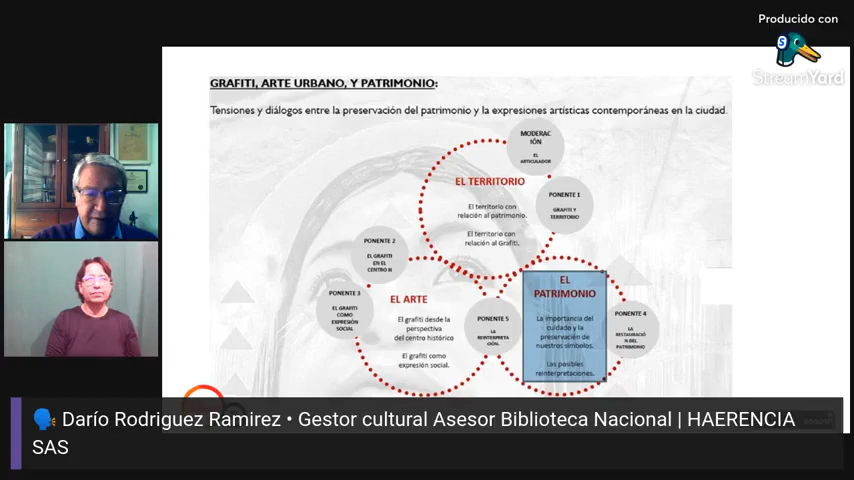 Producido con
StreamYard
GRAFITI, ARTE URBANO, Y PATRIMONIO:
Tensiones y diálogos entre la preservación del patrimonio y la expresiones artísticas contemporáneas en la ciudad.
MODERAC
IÓN
EL
ARTICULADOR
EL TERRITORIO
El territorio con
relación al patrimonio.
El territorio con
relación al Grafiti.
PONENTE 1
GRAFITI Y
TERRITORIO
PONENTE 2
EL GRAFITI
EN EL
CENTRO H
PONENTE 3
EL GRAFITI
COMO
EXPRESIÓN
SOCIAL
EL ARTE
El grafiti desde la
perspectiva
del centro histórico
El grafiti como
expresión social.
PONENTE 5
LA
REINTERPRETA
CIÓN.
EL
PATRIMONIO
La importancia del
cuidado y la
preservación de
nuestros símbolos.
Las posibles
reinterpretaciones.
PONENTE 4
LA
RESTAURACIÓ
N DEL
PATRIMONIO
Darío Rodriguez Ramirez • Gestor cultural Asesor Biblioteca Nacional | HAERENCIA
SAS